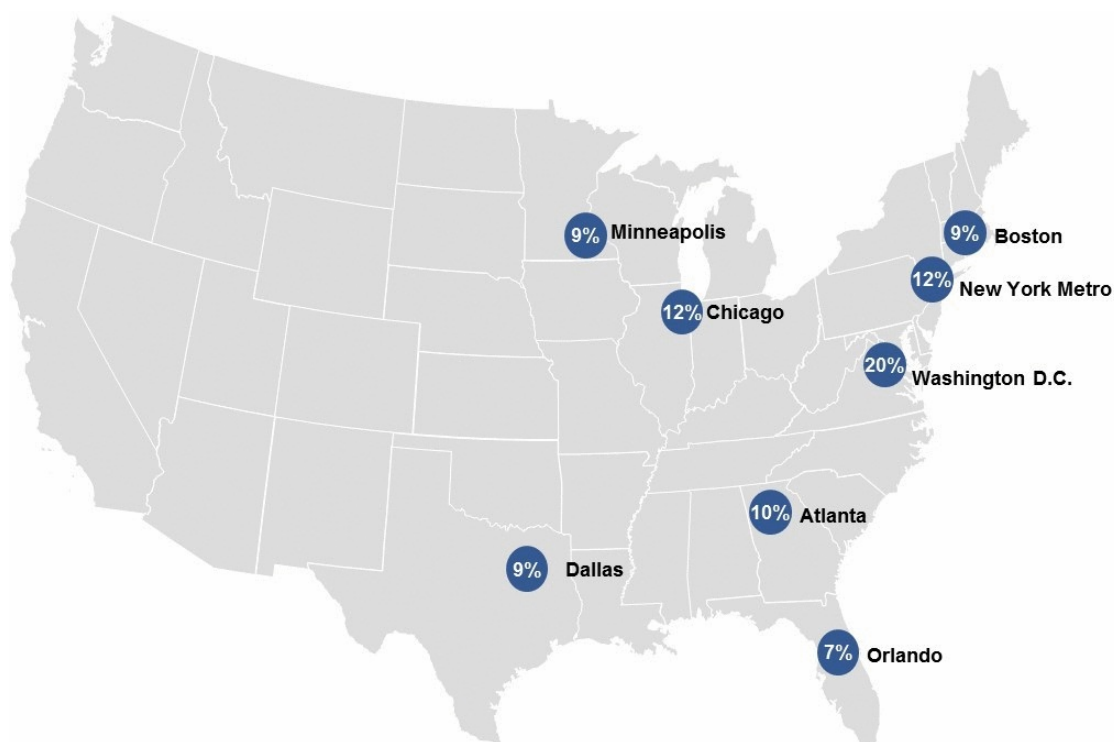 9% Minneapolis
9% Boston
12% New York Metro
12% Chicago
20% Washington D.C.
10% Atlanta
9% Dallas
7% Orlando